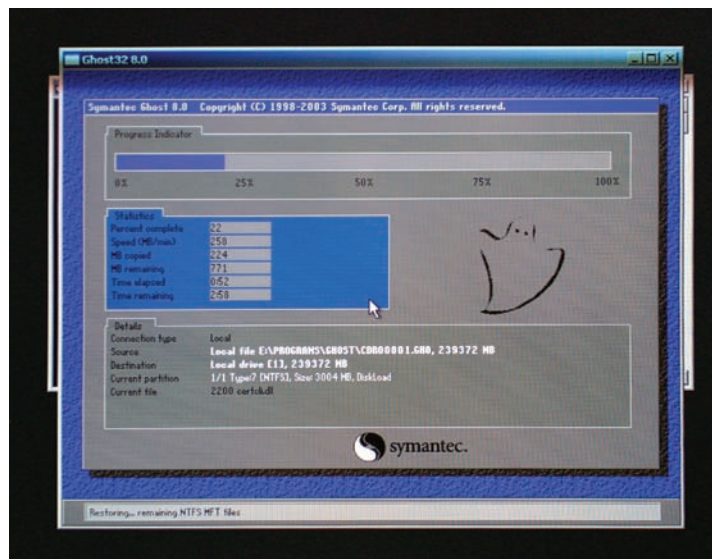 Ghost32 8.0
Symantec Ghost 8.0 Copyright (C) 1998-2003 Symantec Corp. All rights reserved.
Progress Indicator
0% 25% 50% 75% 100%
Statistics
Percent complete 22
Speed (MB/min) 258
MB copied 224
MB remaining 771
Time elapsed 0:52
Time remaining 2:58
Details
Connection type Local
Source Local file E:\PROGRAMS\GHOST\CDR00001.GHO, 239372 MB
Destination Local drive [1], 239372 MB
Current partition 1/1 Type:7 [NTFS], Size: 3004 MB, DiskLoad
Current file 2200 certcli.dll
symantec.
Restoring... remaining NTFS MFT files